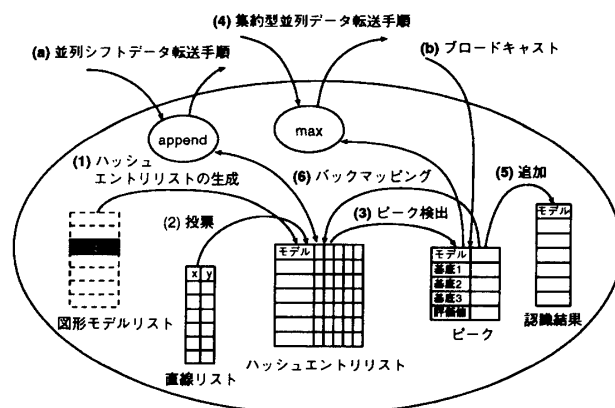 (4) 集約型並列データ転送手順
(a) 並列シフトデータ転送手順
(b) ブロードキャスト
append
max
(1) ハッシュ
エントリリストの生成
(6) バックマッピング
(5) 追加
(2) 投票
(3) ピーク検出
モデル
x y
モデル
モデル
基底1
基底2
基底3
評価値
図形モデルリスト
直線リスト
ハッシュエントリリスト
ピーク
認識結果